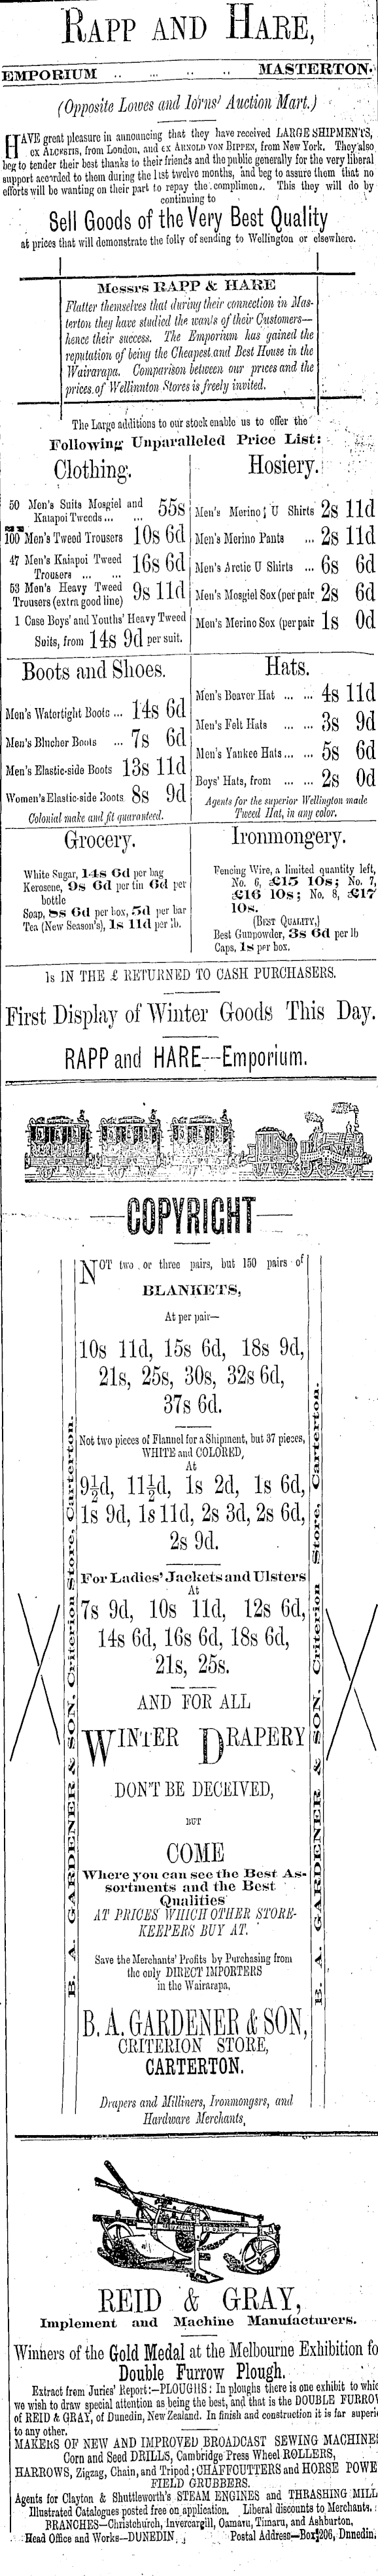 RAPP AND HARE,
EMPORIUM .. ... .. .. MASTERTON.
(Opposite Lowes and Iorns' Auction Mart.)
HAVE great pleasure in announcing that they have received LARGE SHIPMENTS,
ex ALCESTIS, from London, and ex ARNOLD VON BIPPEN, from New York. They also
beg to tender their best thanks to their friends and the public generally for the very liberal
support accorded to them during the last twelve months, and beg to assure them that no
efforts will be wanting on their part to repay the compliment. This they will do by
continuing to
Sell Goods of the Very Best Quality
at prices that will demonstrate the folly of sending to Wellington or elsewhere.
Messrs RAPP & HARE
Flatter themselves that during their connection in Mas-
terton they have studied the wants of their Customers—
hence their success. The Emporium has gained the
reputation of being the Cheapest and Best House in the
Wairarapa. Comparison between our prices and the
prices of Wellinnton Stores is freely invited.
The Large additions to our stock enable us to offer the
Following Unparalleled Price List:
Clothing.
50 Men's Suits Mosgiel and
Kaiapoi Tweeds ... ... 55s
100 Men's Tweed Trousers 10s 6d
47 Men's Kaiapoi Tweed
Trousers ... ... 16s 6d
53 Men's Heavy Tweed
Trousers (extra good line) 9s 11d
1 Case Boys' and Youths' Heavy Tweed
Suits, from 14s 9d per suit.
Hosiery.
Men's Merino U Shirts 2s 11d
Men's Merino Pants ... 2s 11d
Men's Arctic U Shirts ... 6s 6d
Men's Mosgiel Sox (per pair 2s 6d
Men's Merino Sox (per pair 1s 0d
Boots and Shoes.
Men's Watertight Boots ... 14s 6d
Men's Blucher Boots ... 7s 6d
Men's Elastic-side Boots 13s 11d
Women's Elastic-side Boots 8s 9d
Colonial make and fit guaranteed.
Hats.
Men's Beaver Hat ... ... 4s 11d
Men's Felt Hats ... ... 3s 9d
Men's Yankee Hats ... ... 5s 6d
Boys' Hats, from ... ... 2s 0d
Agents for the superior Wellington made
Tweed Hat, in any color.
Grocery.
White Sugar, 14s 6d per bag
Kerosene, 9s 6d per tin 6d per
bottle
Soap, 8s 6d per box, 5d per bar
Tea (New Season's), 1s 11d per lb.
Ironmongery.
Fencing Wire, a limited quantity left,
No. 6, £15 10s; No. 7,
£16 10s; No. 8, £17
10s.
(BEST QUALITY,)
Best Gunpowder, 3s 6d per lb
Caps, 1s per box.
1s IN THE £ RETURNED TO CASH PURCHASERS.
First Display of Winter Goods This Day.
RAPP and HARE---Emporium.
COPYRIGHT
NOT two or three pairs, but 150 pairs of
BLANKETS,
At per pair—
10s 11d, 15s 6d, 18s 9d,
21s, 25s, 30s, 32s 6d,
37s 6d.
Not two pieces of Flannel for a Shipment, but 37 pieces,
WHITE and COLORED,
At
9½d, 11½d, 1s 2d, 1s 6d,
1s 9d, 1s 11d, 2s 3d, 2s 6d,
2s 9d.
For Ladies' Jackets and Ulsters
At
7s 9d, 10s 11d, 12s 6d,
14s 6d, 16s 6d, 18s 6d,
21s, 25s.
AND FOR ALL
WINTER DRAPERY
DON'T BE DECEIVED,
BUT
COME
Where you can see the Best As-
sortments and the Best
Qualities
AT PRICES WHICH OTHER STORE-
KEEPERS BUY AT.
Save the Merchants' Profits by Purchasing from
the only DIRECT IMPORTERS
in the Wairarapa,
B. A. GARDENER & SON,
CRITERION STORE,
CARTERTON.
Drapers and Milliners, Ironmongers, and
Hardware Merchants,
B. A. GARDENER & SON, Criterion Store, Carterton.
B. A. GARDENER & SON, Criterion Store, Carterton.
REID & GRAY,
Implement and Machine Manufacturers.
Winners of the Gold Medal at the Melbourne Exhibition fo
Double Furrow Plough.
Extract from Juries' Report:—PLOUGHS: In ploughs there is one exhibit to whic
we wish to draw special attention as being the best, and that is the DOUBLE FURROW
of REID & GRAY, of Dunedin, New Zealand. In finish and construction it is far superi
to any other.
MAKERS OF NEW AND IMPROVED BROADCAST SEWING MACHINES
Corn and Seed DRILLS, Cambridge Press Wheel ROLLERS,
HARROWS, Zigzag, Chain, and Tripod; CHAFFCUTTERS and HORSE POWE
FIELD GRUBBERS.
Agents for Clayton & Shuttleworth's STEAM ENGINES and THRASHING MILL
Illustrated Catalogues posted free on application. Liberal discounts to Merchants.
BRANCHES—Christchurch, Invercargill, Oamaru, Timaru, and Ashburton,
Head Office and Works—DUNEDIN. Postal Address—Box 206, Dunedin.